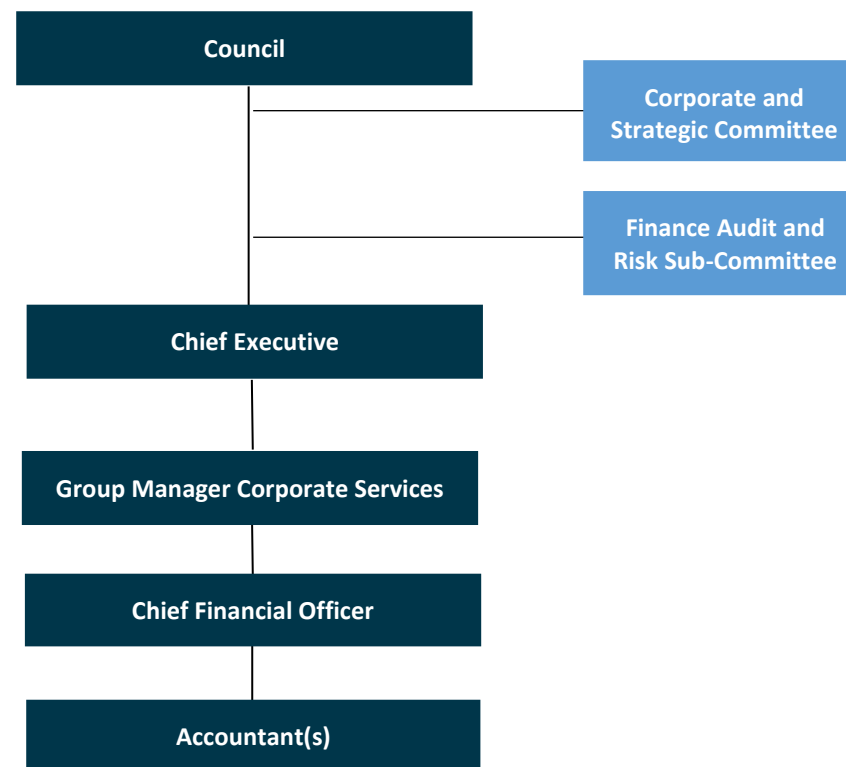 Council
Corporate and
Strategic Committee
Finance Audit and
Risk Sub-Committee
Chief Executive
Group Manager Corporate Services
Chief Financial Officer
Accountant(s)